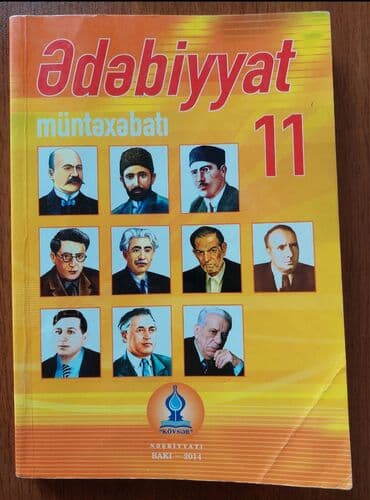 Ədəbiyyat
müntəxəbatı
11
"KÖVSƏR"
NƏŞRİYYATI
BAKI – 2014